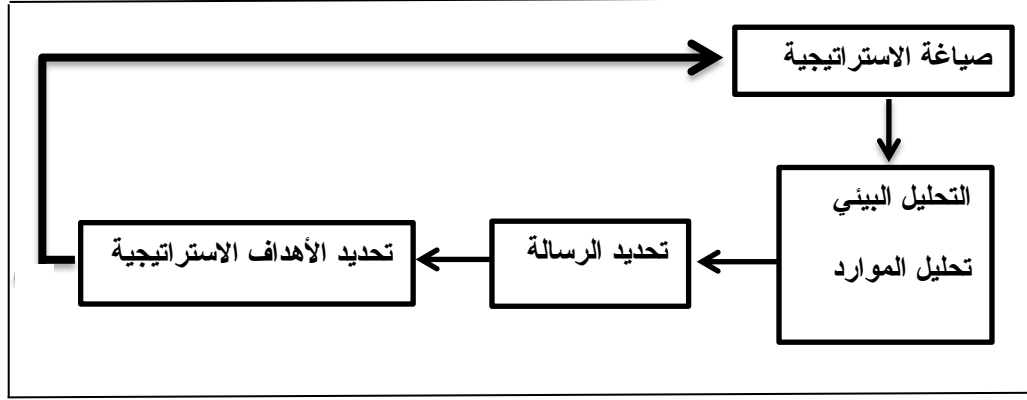 صياغة الاستراتيجية
التحليل البيئي
تحليل الموارد
تحديد الرسالة
تحديد الأهداف الاستراتيجية